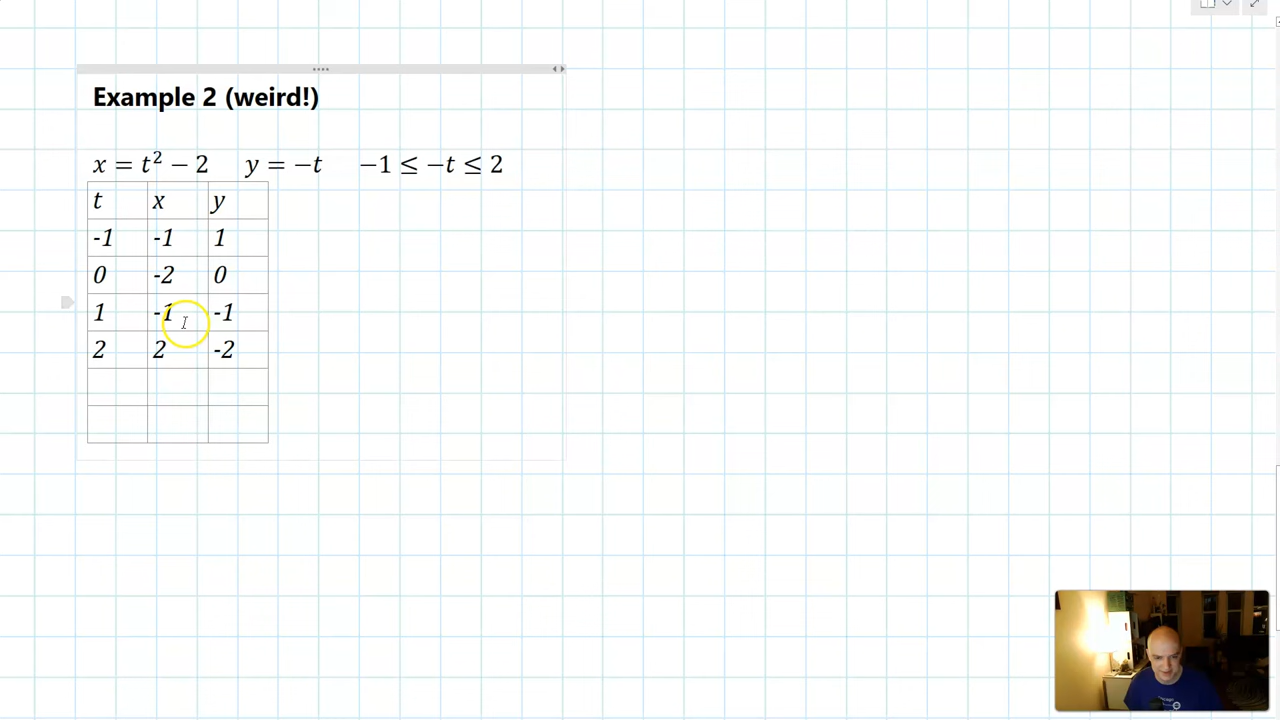 Example 2 (weird!)
x = t² − 2 y = −t −1 ≤ −t ≤ 2
t x y
-1 -1 1
0 -2 0
1 -1 -1
2 2 -2